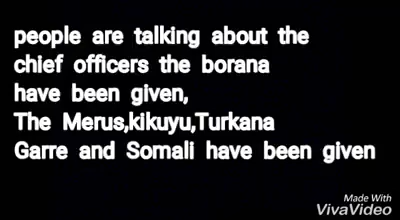 people are talking about the
chief officers the borana
have been given,
The Merus,kikuyu,Turkana
Garre and Somali have been given
Made With
VivaVideo